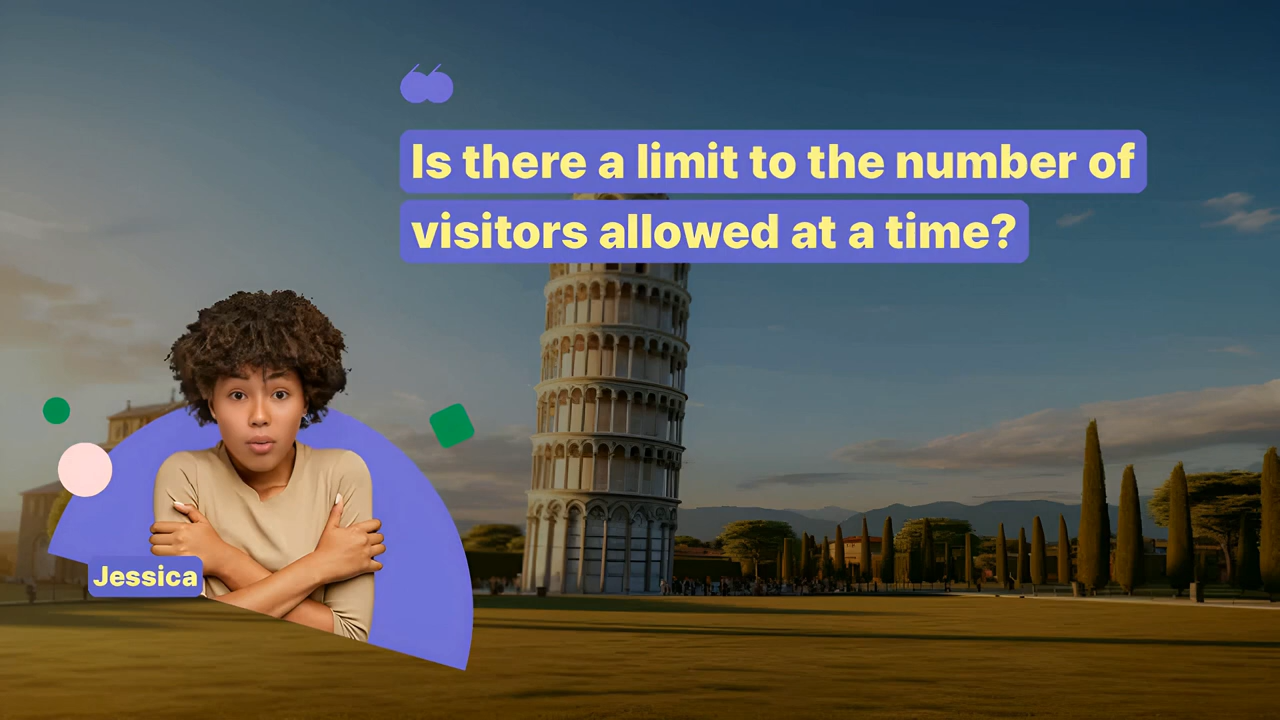 Is there a limit to the number of
visitors allowed at a time?
Jessica